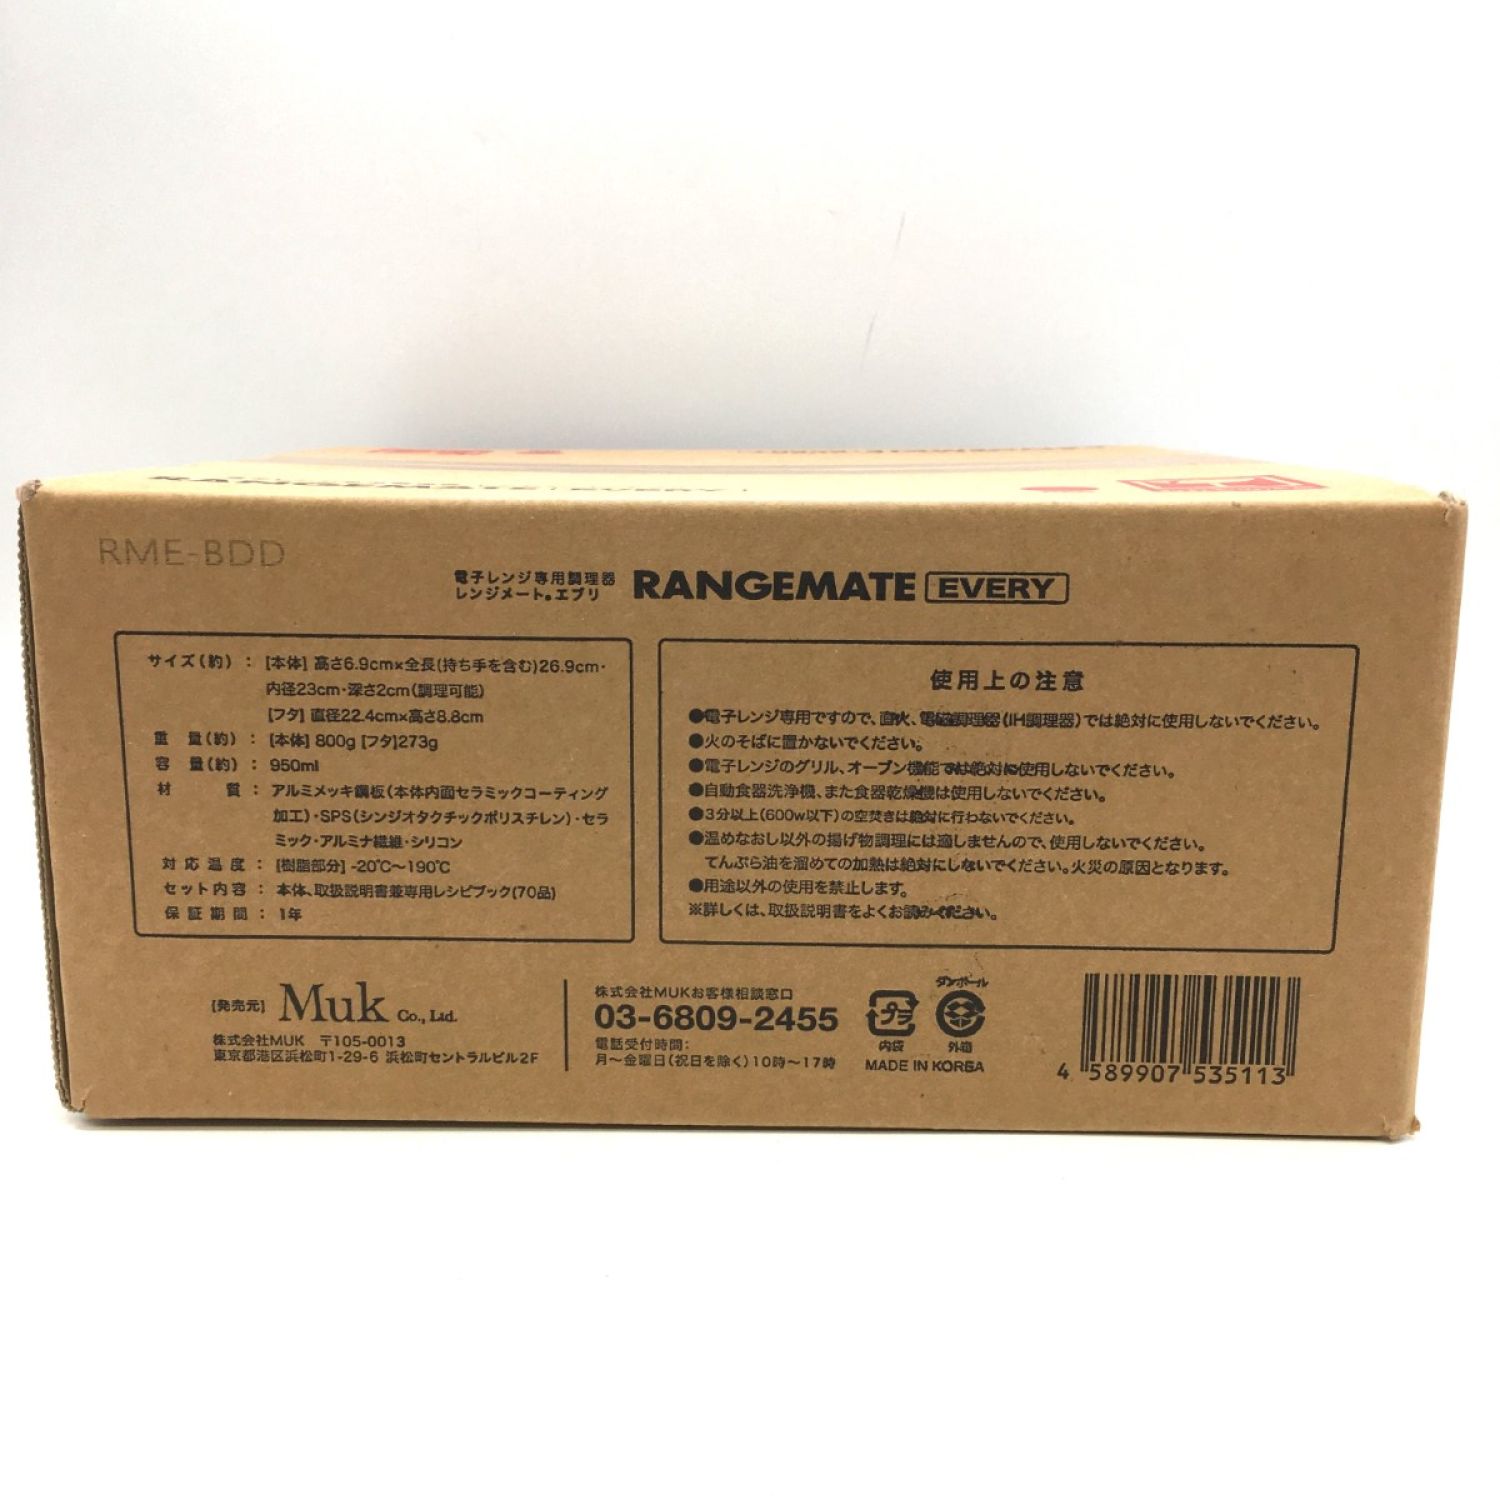 RANGEMATE EVERY
RME-BDD
電子レンジ専用調理器
レンジメート。エブリ
RANGEMATE EVERY
サイズ(約) : [本体] 高さ6.9cm×全長(持ち手を含む)26.9cm・
内径23cm・深さ2cm(調理可能)
[フタ] 直径22.4cm×高さ8.8cm
重 量(約) : [本体] 800g [フタ]273g
容 量(約) : 950ml
材 質 : アルミメッキ鋼板(本体内面セラミックコーティング
加工)・SPS(シンジオタクチックポリスチレン)・セラ
ミック・アルミナ繊維・シリコン
対応温度 : [樹脂部分] -20℃〜190℃
セット内容 : 本体、取扱説明書兼専用レシピブック(70品)
保証期間 : 1年
使用上の注意
●電子レンジ専用ですので、直火、電磁調理器(IH調理器)では絶対に使用しないでください。
●火のそばに置かないでください。
●電子レンジのグリル、オーブン機能では絶対に使用しないでください。
●自動食器洗浄機、また食器乾燥機は使用しないでください。
●3分以上(600w以下)の空焚きは絶対に行わないでください。
●温めなおし以外の揚げ物調理には適しませんので、使用しないでください。
てんぷら油を溜めての加熱は絶対にしないでください。火災の原因となります。
●用途以外の使用を禁止します。
※詳しくは、取扱説明書をよくお読みください。
[発売元] Muk Co., Ltd.
株式会社MUK 〒105-0013
東京都港区浜松町1-29-6 浜松町セントラルビル2F
株式会社MUKお客様相談窓口
03-6809-2455
電話受付時間:
月〜金曜日(祝日を除く)10時〜17時
プラ
内袋
ダンボール
外箱
MADE IN KOREA
4 589907 535113